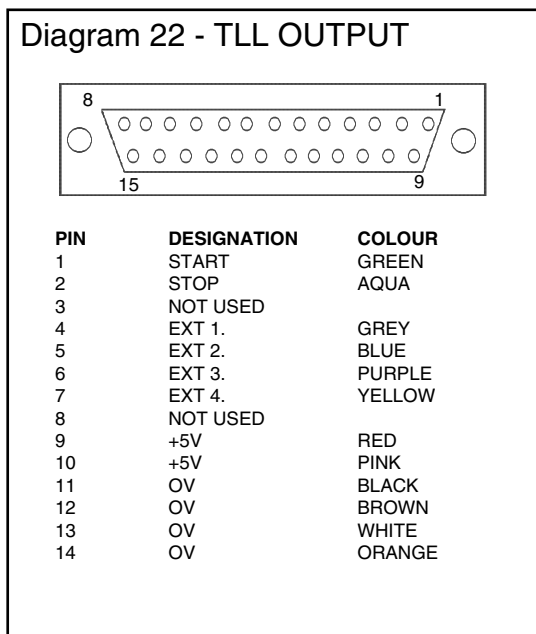 Diagram 22 - TLL OUTPUT
8 1
15 9
PIN DESIGNATION COLOUR
1 START GREEN
2 STOP AQUA
3 NOT USED
4 EXT 1. GREY
5 EXT 2. BLUE
6 EXT 3. PURPLE
7 EXT 4. YELLOW
8 NOT USED
9 +5V RED
10 +5V PINK
11 OV BLACK
12 OV BROWN
13 OV WHITE
14 OV ORANGE